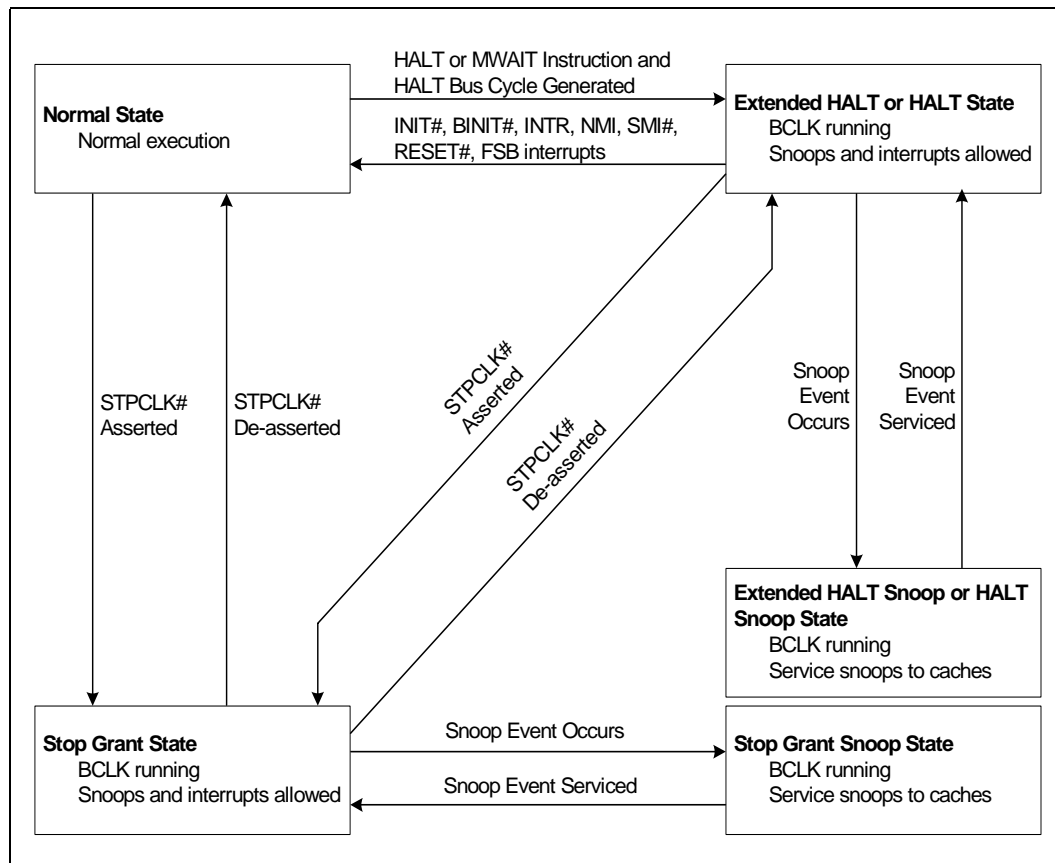 HALT or MWAIT Instruction and
HALT Bus Cycle Generated
Normal State
Normal execution
INIT#, BINIT#, INTR, NMI, SMI#,
RESET#, FSB interrupts
Extended HALT or HALT State
BCLK running
Snoops and interrupts allowed
STPCLK#
Asserted
STPCLK#
De-asserted
STPCLK#
Asserted
STPCLK#
De-asserted
Snoop
Event
Occurs
Snoop
Event
Serviced
Extended HALT Snoop or HALT
Snoop State
BCLK running
Service snoops to caches
Stop Grant State
BCLK running
Snoops and interrupts allowed
Snoop Event Occurs
Snoop Event Serviced
Stop Grant Snoop State
BCLK running
Service snoops to caches